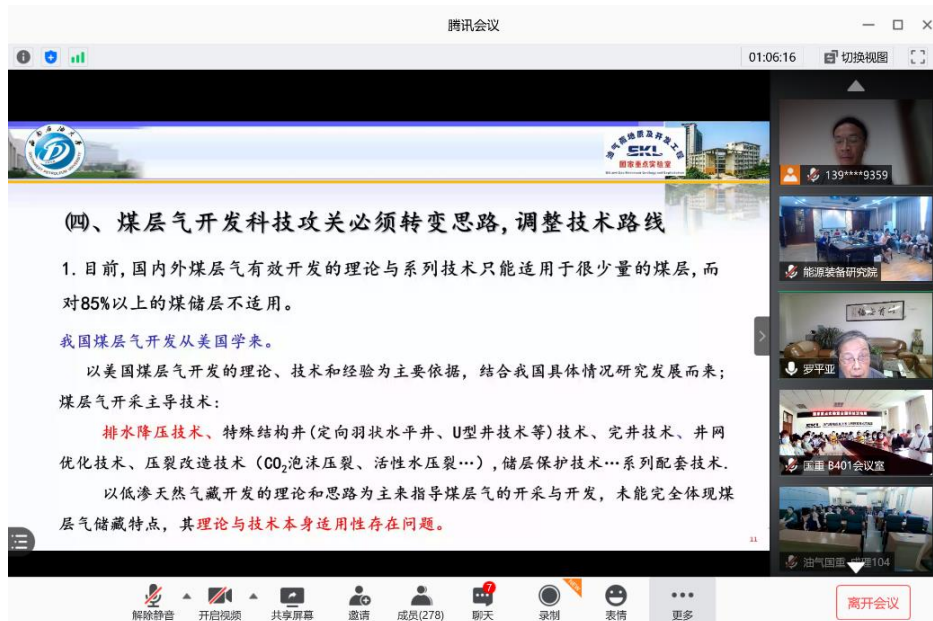 腾讯会议
01:06:16
切换视图
油气藏地质及开发工程
SKL
国家重点实验室
(四)、煤层气开发科技攻关必须转变思路,调整技术路线
1.目前,国内外煤层气有效开发的理论与系列技术只能适用于很少量的煤层,而
对85%以上的煤储层不适用。
我国煤层气开发从美国学来。
以美国煤层气开发的理论、技术和经验为主要依据,结合我国具体情况研究发展而来;
煤层气开采主导技术:
排水降压技术、特殊结构井(定向羽状水平井、U型井技术等)技术、完井技术、井网
优化技术、压裂改造技术(CO₂泡沫压裂、活性水压裂…),储层保护技术…系列配套技术.
以低渗天然气藏开发的理论和思路为主来指导煤层气的开采与开发,未能完全体现煤
层气储藏特点,其理论与技术本身适用性存在问题。
11
139****9359
能源装备研究院
罗平亚
SKL
国重 B401会议室
油气国重-成理104
解除静音
开启视频
共享屏幕
邀请
成员(278)
7
聊天
录制
表情
更多
离开会议